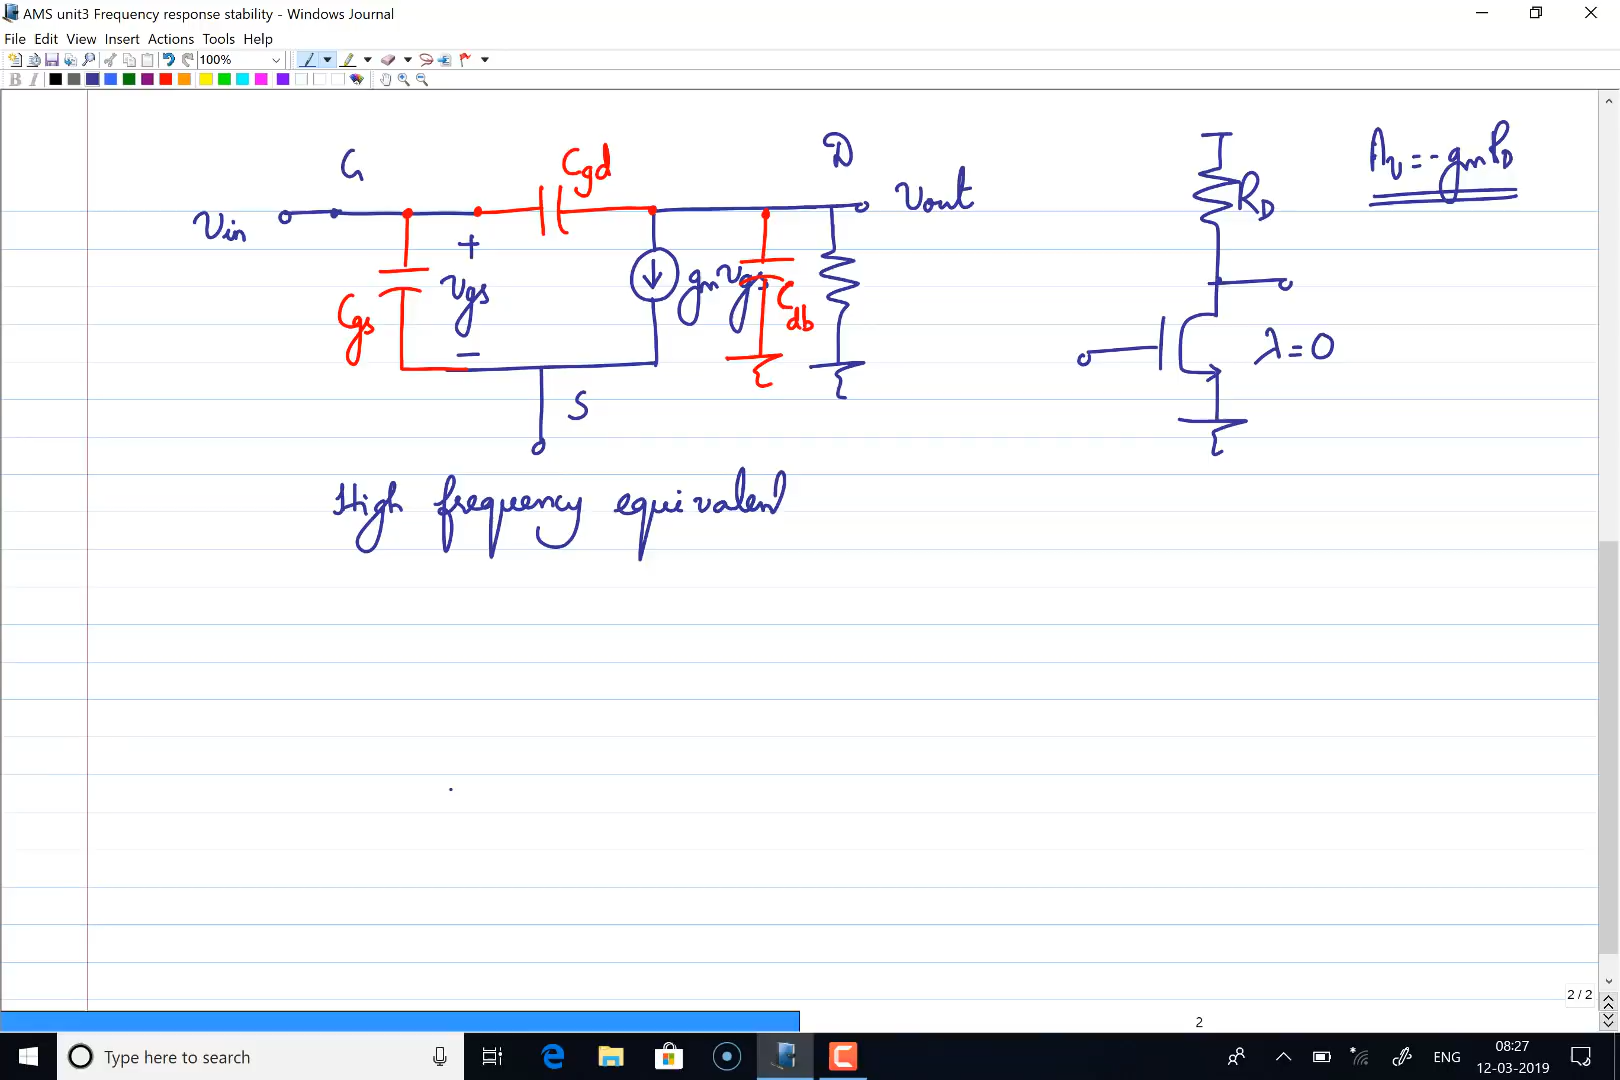 AMS unit3 Frequency response stability - Windows Journal
File Edit View Insert Actions Tools Help
100%
B I
G
Cgd
D
Vin
Vout
+
Vgs
-
Cgs
gmVgs
Cdb
S
High frequency equivalent
RD
λ=0
Av=-gmRD
2 / 2
2
Type here to search
ENG
08:27
12-03-2019